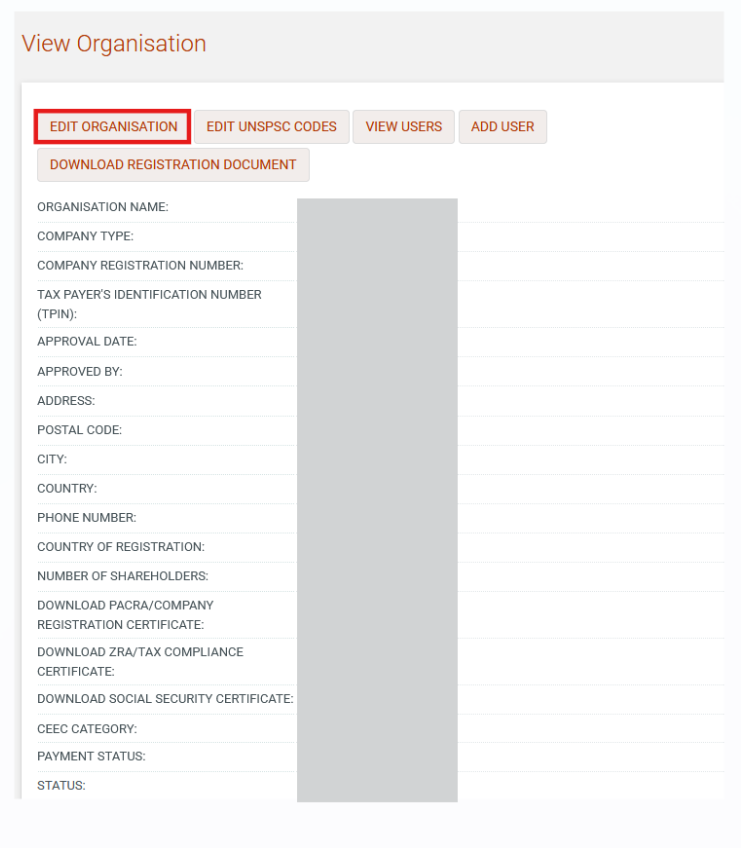 View Organisation
EDIT ORGANISATION EDIT UNSPSC CODES VIEW USERS ADD USER
DOWNLOAD REGISTRATION DOCUMENT
ORGANISATION NAME:
COMPANY TYPE:
COMPANY REGISTRATION NUMBER:
TAX PAYER'S IDENTIFICATION NUMBER
(TPIN):
APPROVAL DATE:
APPROVED BY:
ADDRESS:
POSTAL CODE:
CITY:
COUNTRY:
PHONE NUMBER:
COUNTRY OF REGISTRATION:
NUMBER OF SHAREHOLDERS:
DOWNLOAD PACRA/COMPANY
REGISTRATION CERTIFICATE:
DOWNLOAD ZRA/TAX COMPLIANCE
CERTIFICATE:
DOWNLOAD SOCIAL SECURITY CERTIFICATE:
CEEC CATEGORY:
PAYMENT STATUS:
STATUS: